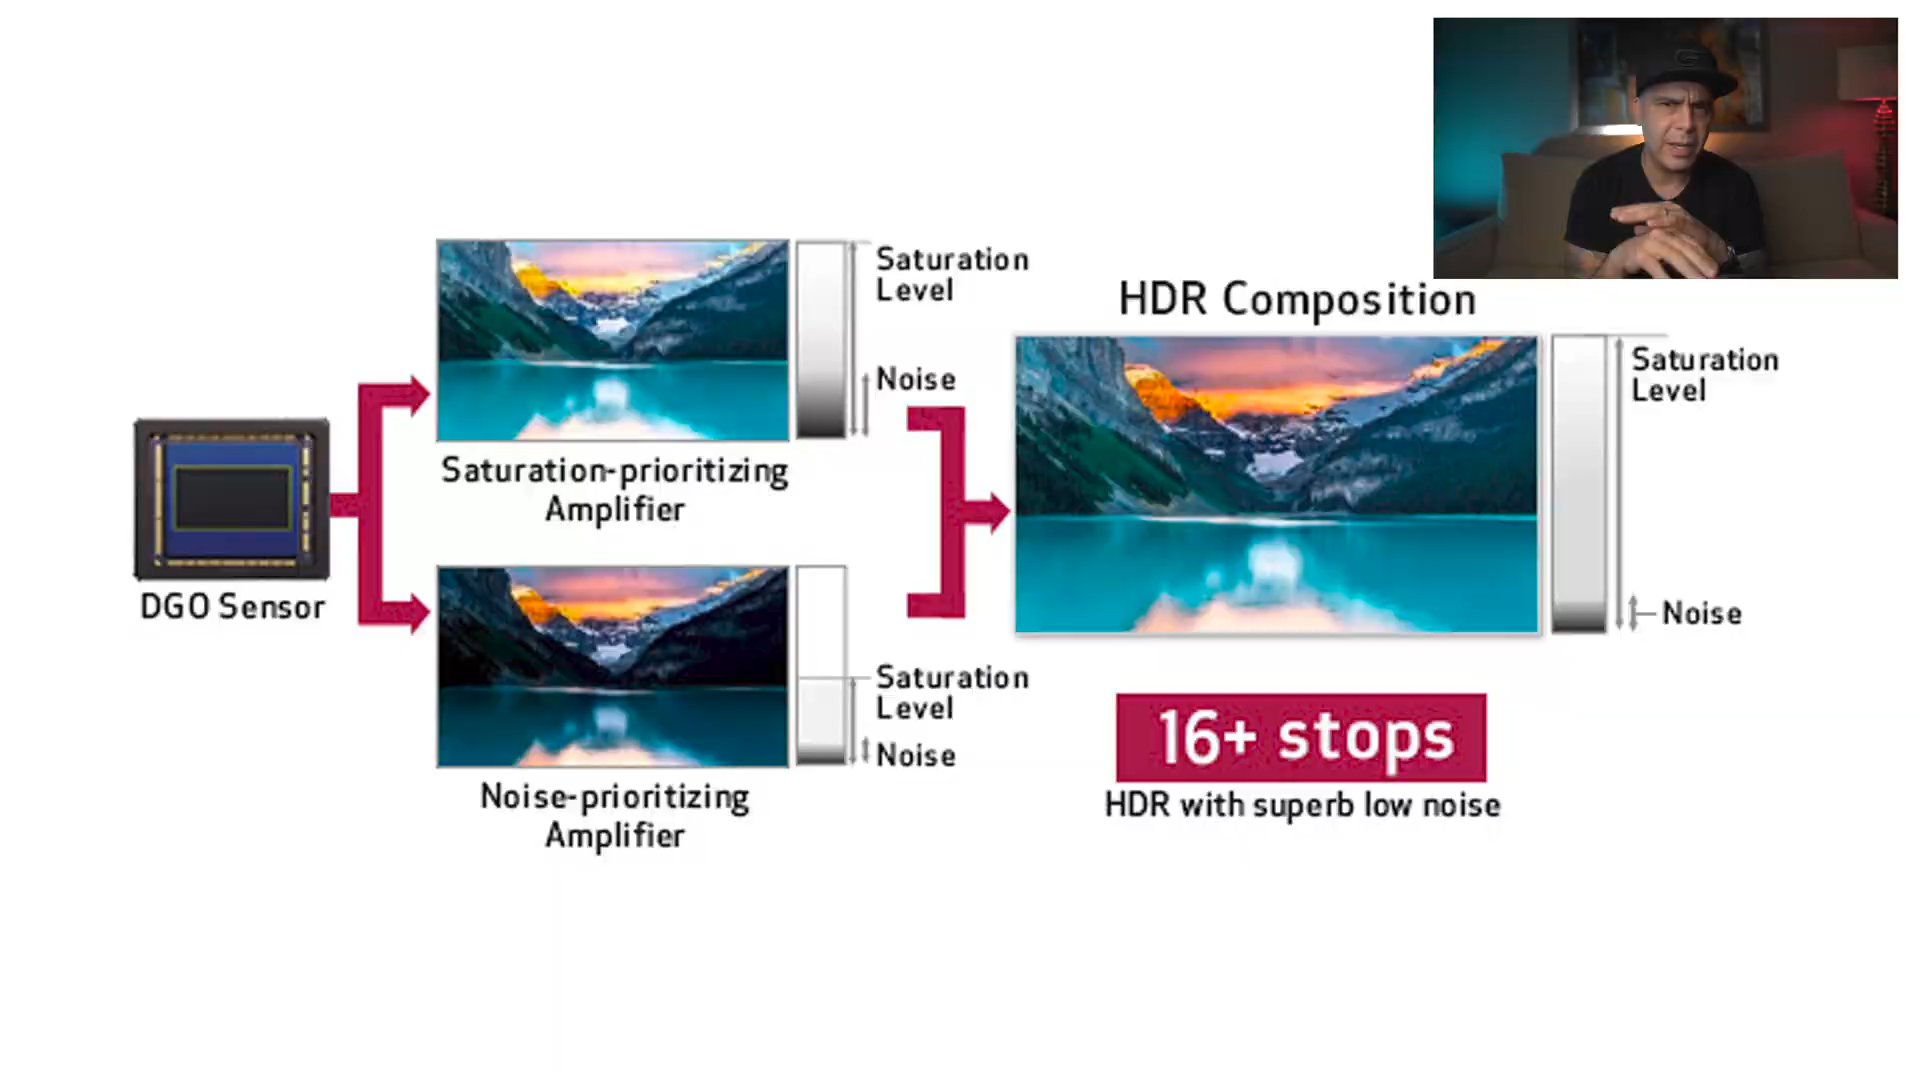 Saturation
Level
Noise
Saturation-prioritizing
Amplifier
DGO Sensor
Saturation
Level
Noise
Noise-prioritizing
Amplifier
HDR Composition
Saturation
Level
Noise
16+ stops
HDR with superb low noise